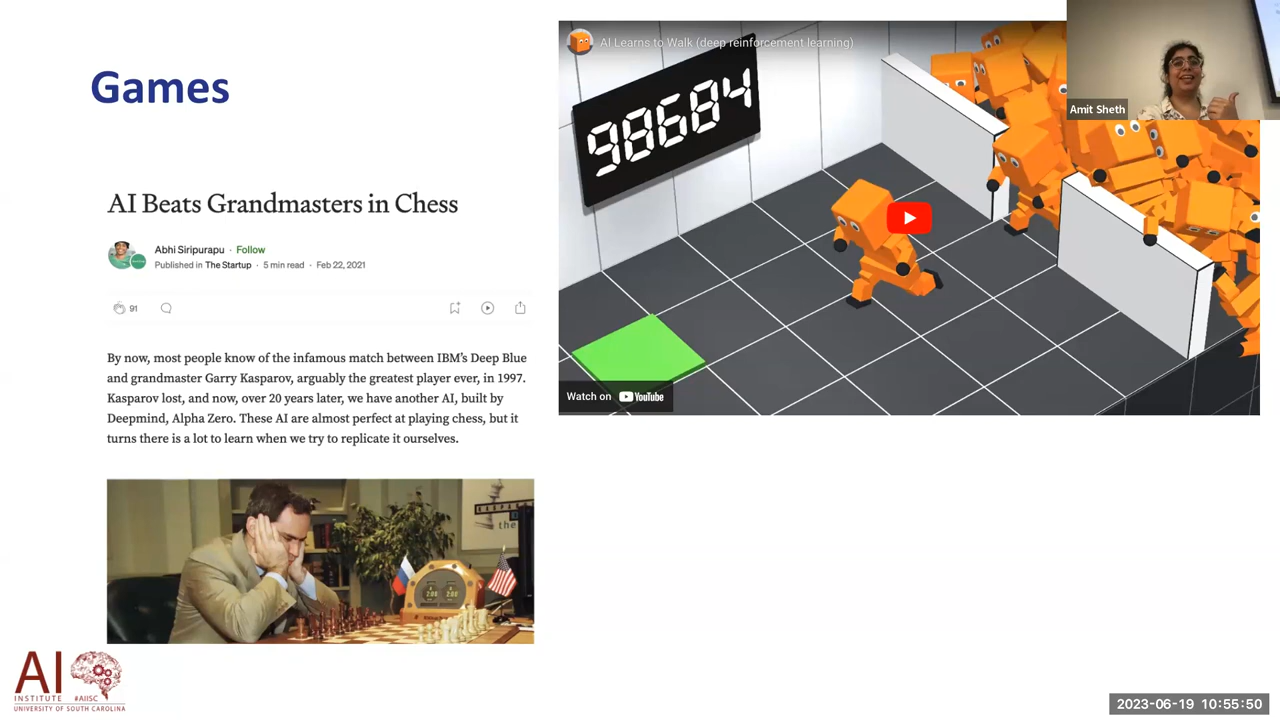 Games
AI Beats Grandmasters in Chess
Abhi Siripurapu · Follow
Published in The Startup · 5 min read · Feb 22, 2021
91
By now, most people know of the infamous match between IBM's Deep Blue
and grandmaster Garry Kasparov, arguably the greatest player ever, in 1997.
Kasparov lost, and now, over 20 years later, we have another AI, built by
Deepmind, Alpha Zero. These AI are almost perfect at playing chess, but it
turns there is a lot to learn when we try to replicate it ourselves.
the
AI Learns to Walk (deep reinforcement learning)
98684
Watch on YouTube
Amit Sheth
AI
INSTITUTE #AIISC
UNIVERSITY OF SOUTH CAROLINA
2023-06-19 10:55:50